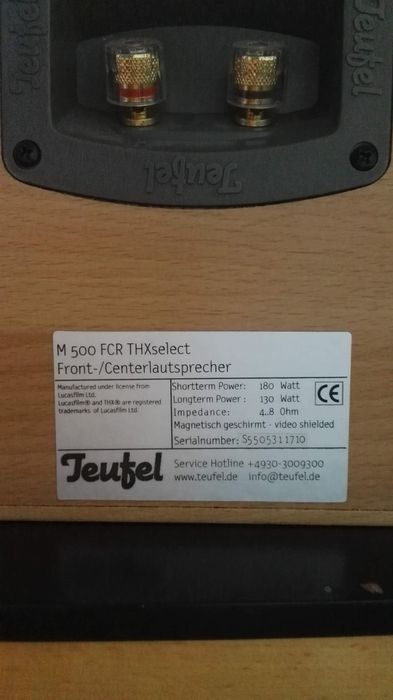 Teufel
Teufel
Teufel
M 500 FCR THXselect
Front-/Centerlautsprecher
Manufactured under license from
Lucasfilm Ltd.
Lucasfilm® and THX® are registered
trademarks of Lucasfilm Ltd.
Shortterm Power: 180 Watt
Longterm Power: 130 Watt
Impedance: 4..8 Ohm
Magnetisch geschirmt - video shielded
Serialnumber: S5505311710
CE
Teufel
Service Hotline +4930-3009300
www.teufel.de info@teufel.de